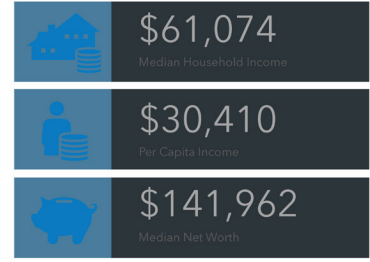 $61,074
Median Household Income
$30,410
Per Capita Income
$141,962
Median Net Worth